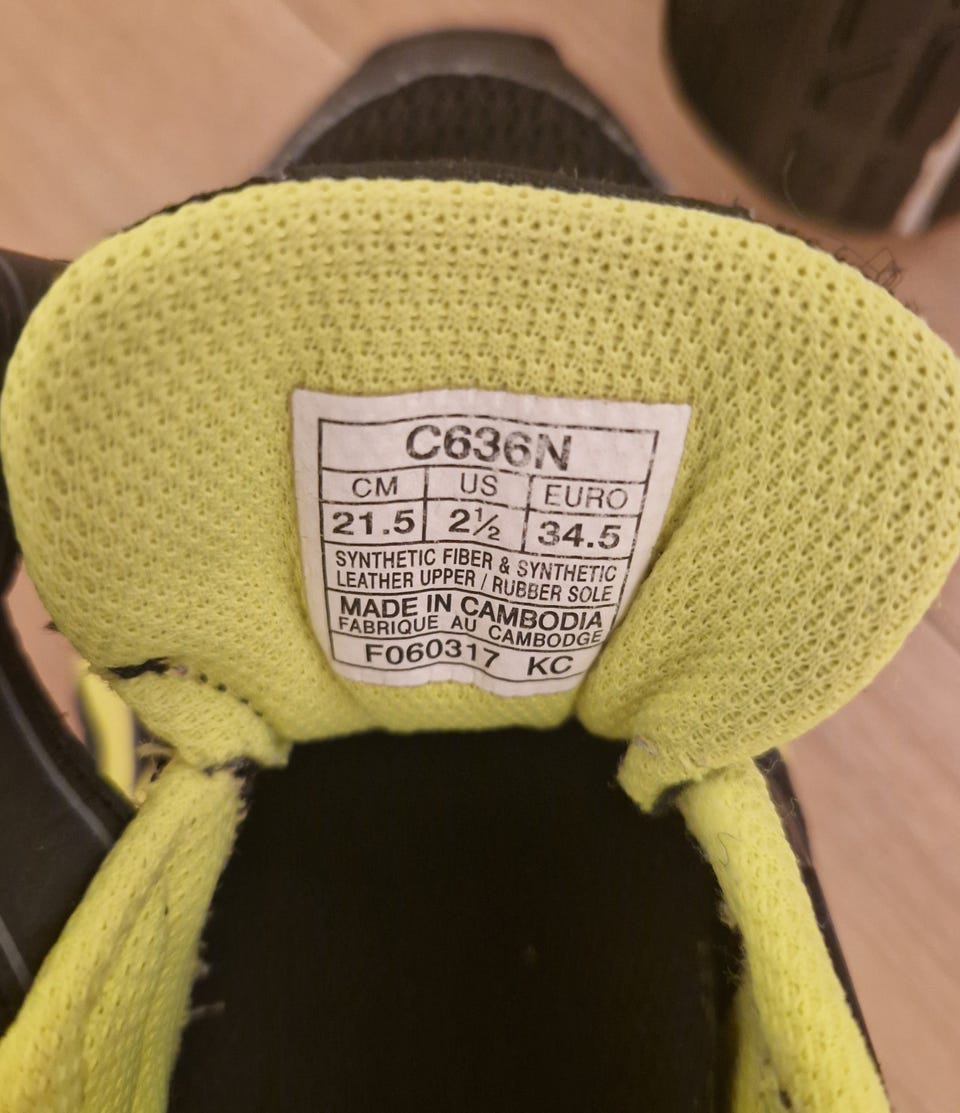 C636N
CM US EURO
21.5 2½ 34.5
SYNTHETIC FIBER & SYNTHETIC
LEATHER UPPER / RUBBER SOLE
MADE IN CAMBODIA
FABRIQUE AU CAMBODGE
F060317 KC